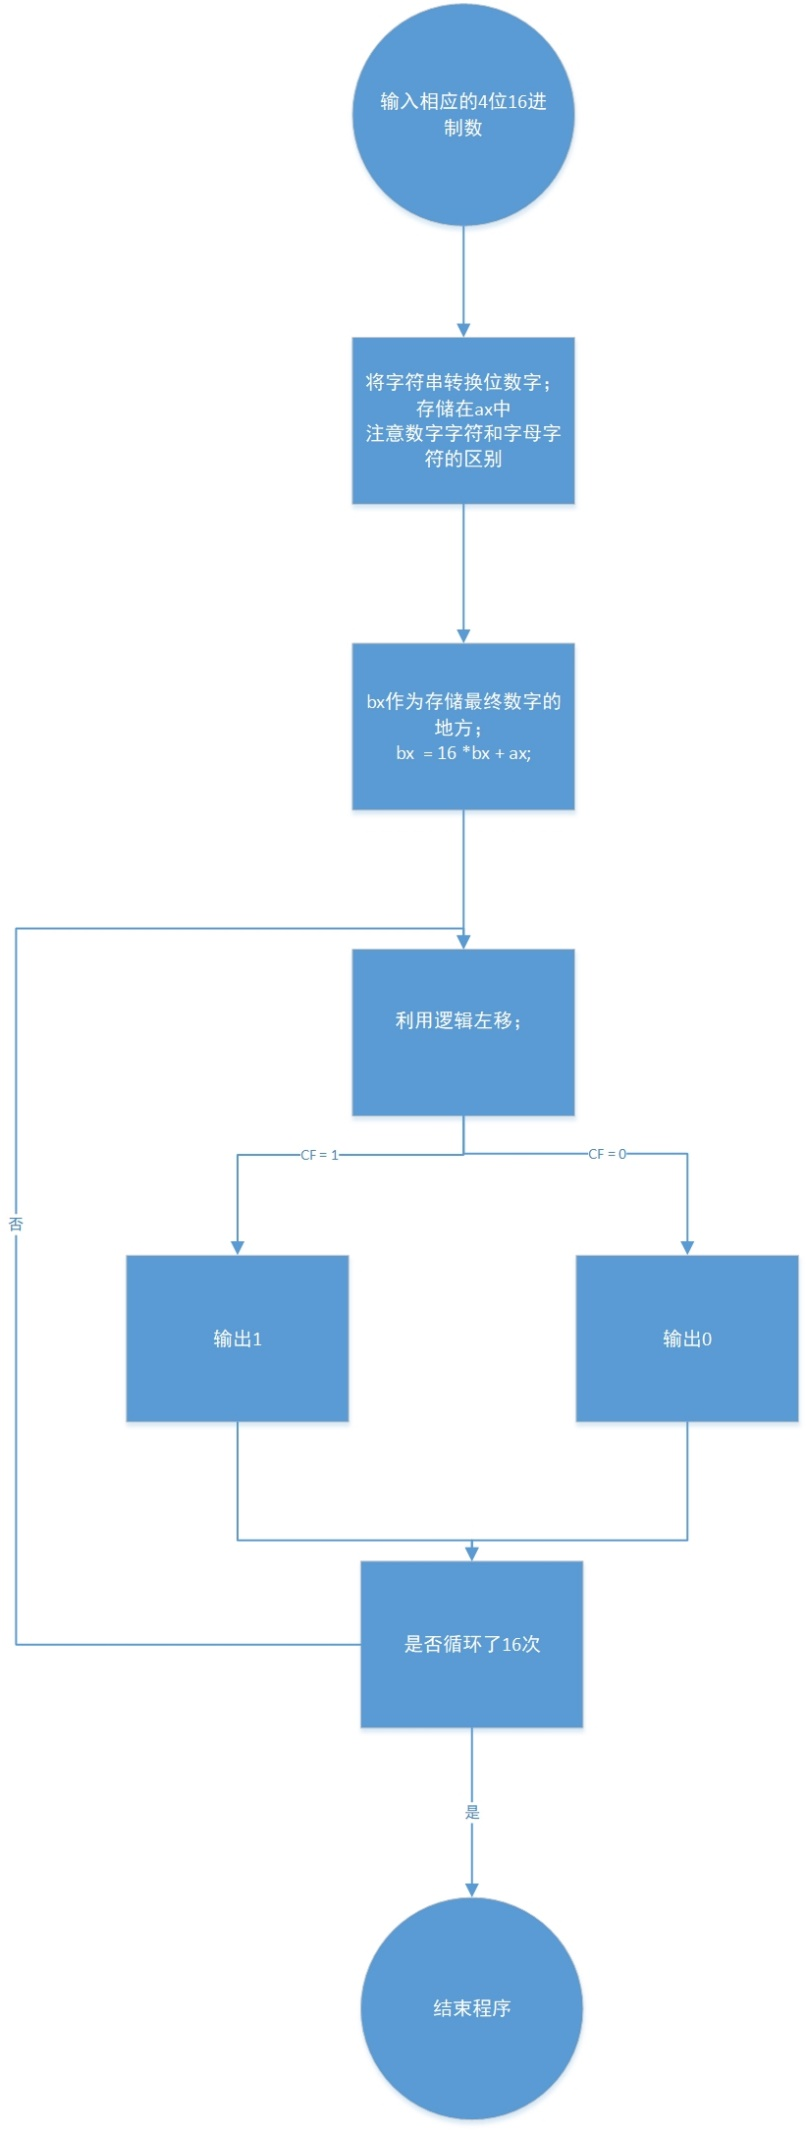 输入相应的4位16进
制数
将字符串转换位数字；
存储在ax中
注意数字字符和字母字
符的区别
bx作为存储最终数字的
地方；
bx = 16 *bx + ax;
利用逻辑左移；
CF = 1
CF = 0
否
输出1
输出0
是否循环了16次
是
结束程序